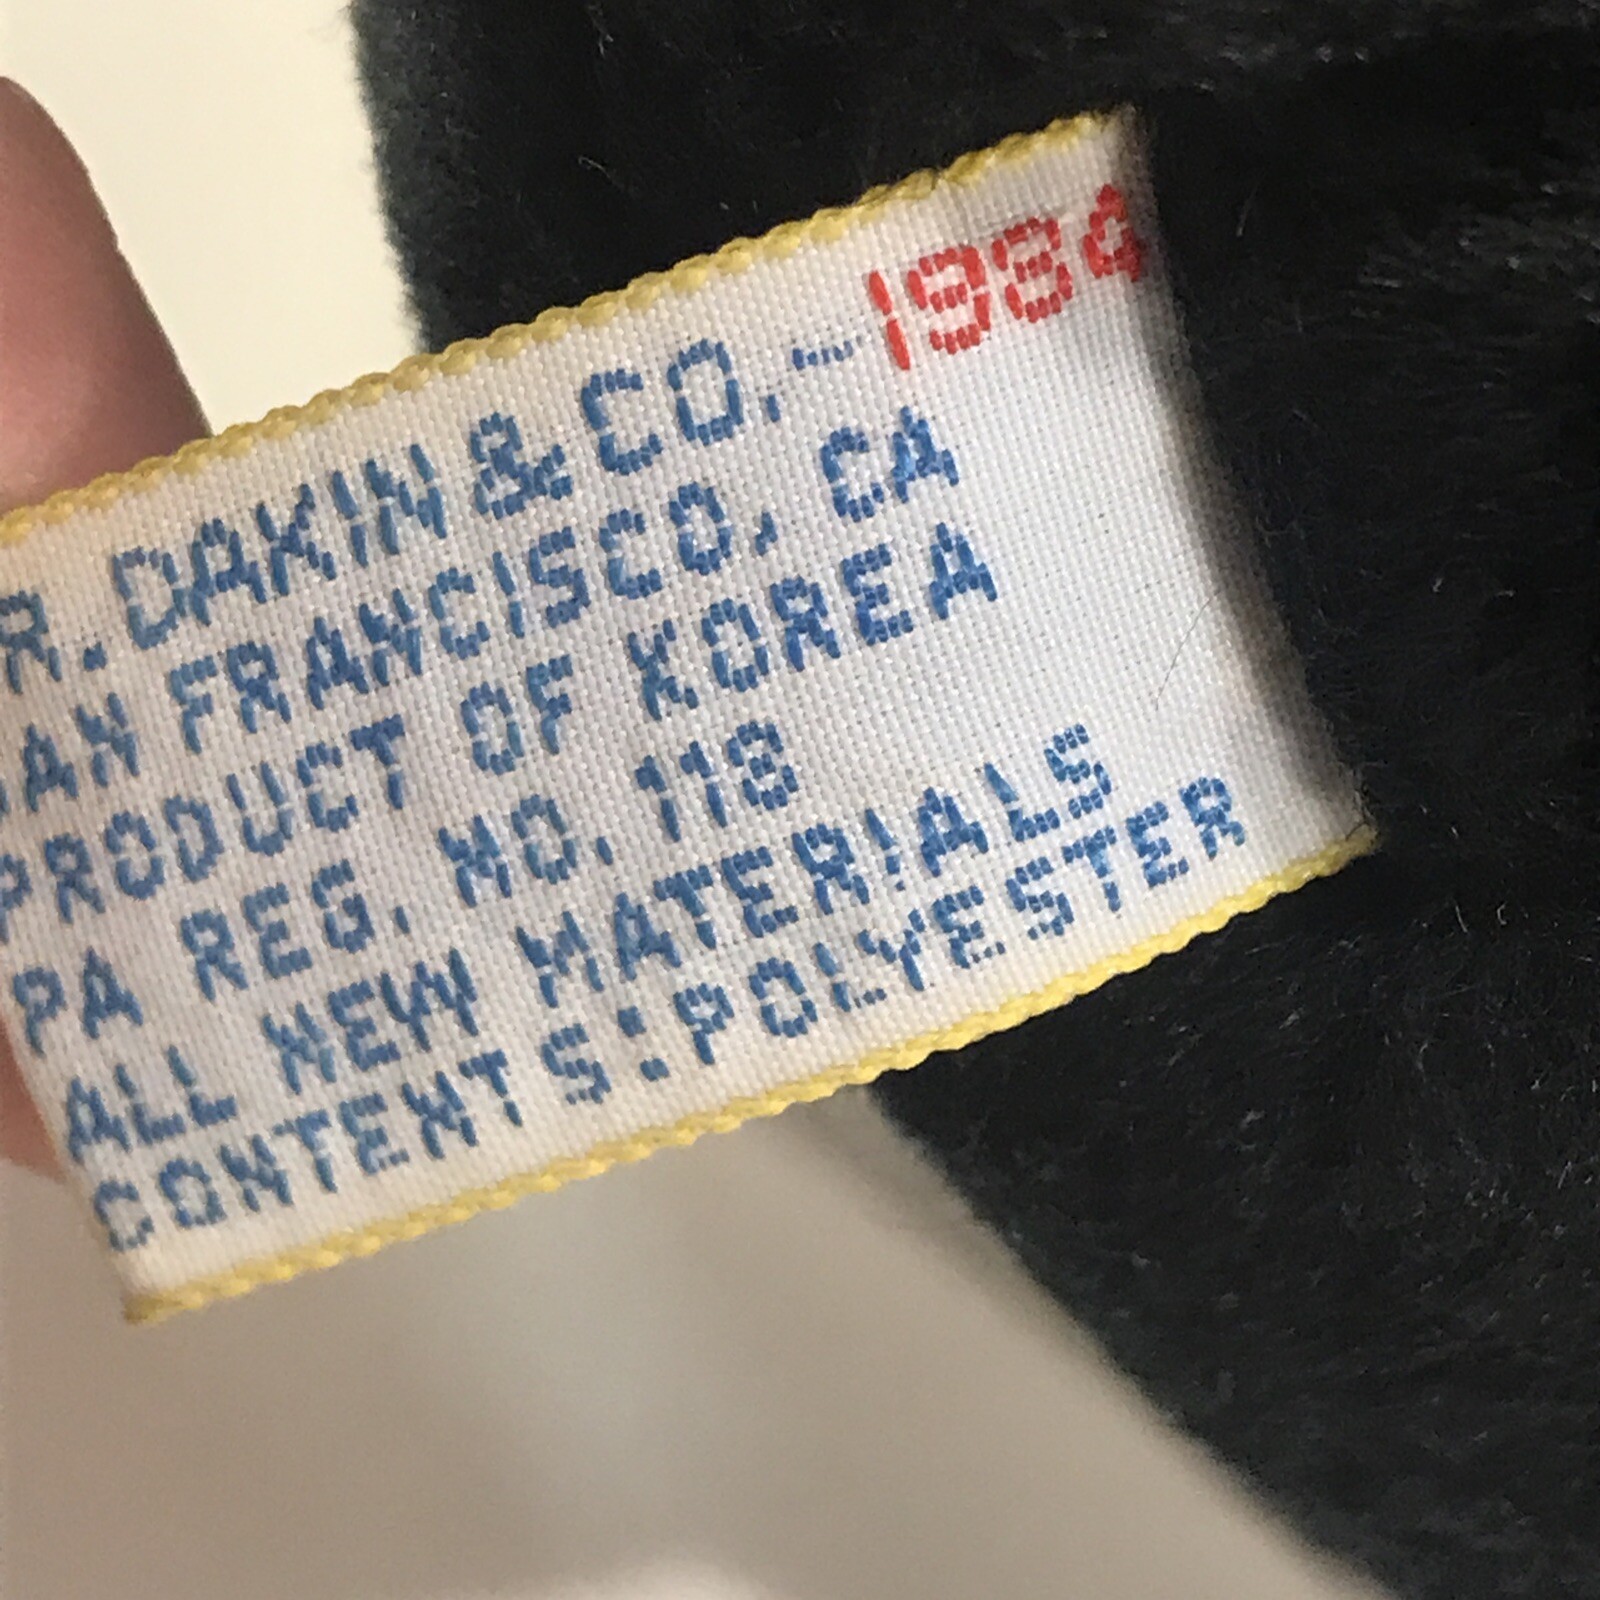 R. DAKIN & CO. - 1984
SAN FRANCISCO, CA
PRODUCT OF KOREA
PA REG. NO. 118
ALL NEW MATERIALS
CONTENTS: POLYESTER